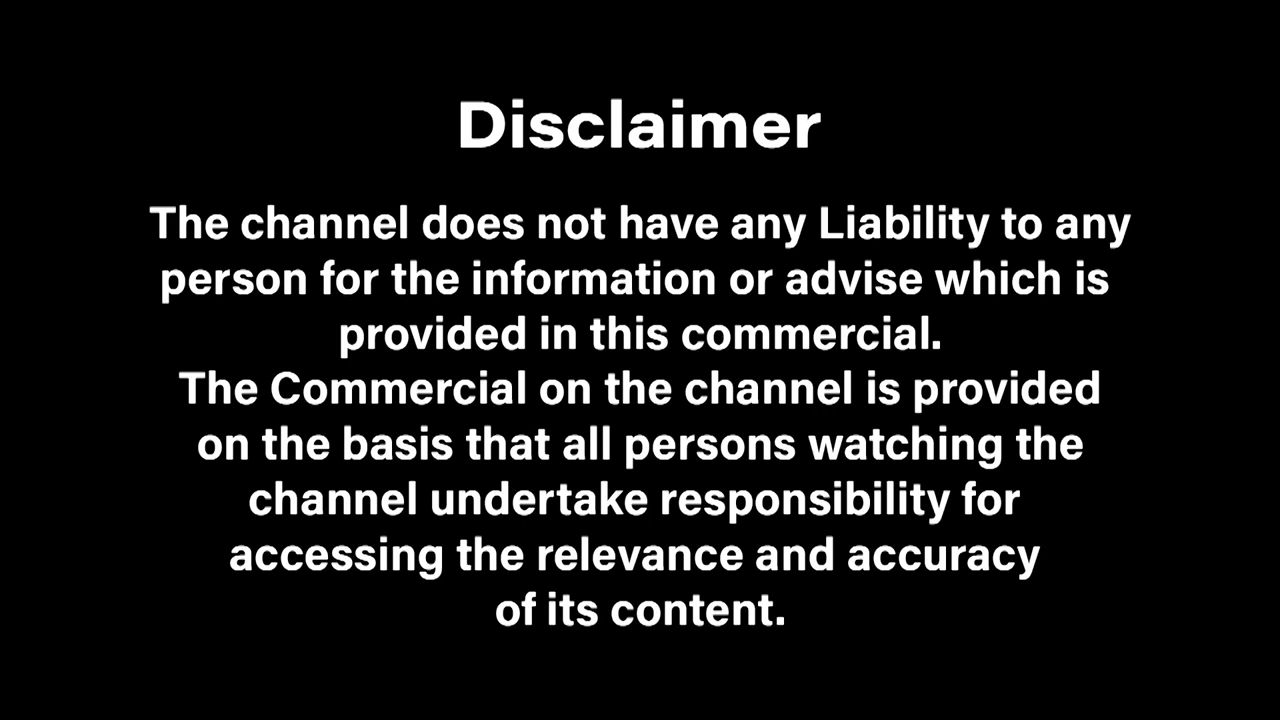 Disclaimer
The channel does not have any Liability to any
person for the information or advise which is
provided in this commercial.
The Commercial on the channel is provided
on the basis that all persons watching the
channel undertake responsibility for
accessing the relevance and accuracy
of its content.